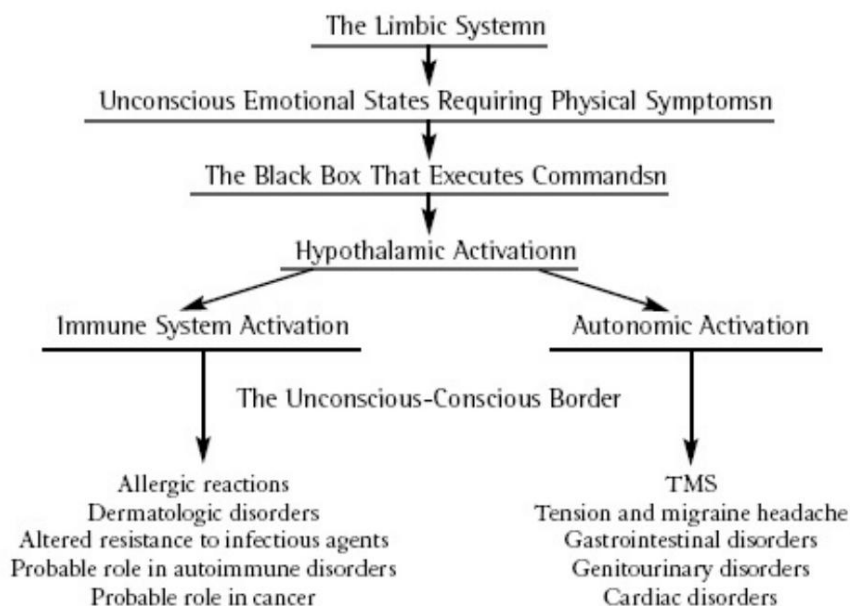 The Limbic Systemn
Unconscious Emotional States Requiring Physical Symptomsn
The Black Box That Executes Commandsn
Hypothalamic Activationn
Immune System Activation
Autonomic Activation
The Unconscious-Conscious Border
Allergic reactions
Dermatologic disorders
Altered resistance to infectious agents
Probable role in autoimmune disorders
Probable role in cancer
TMS
Tension and migraine headache
Gastrointestinal disorders
Genitourinary disorders
Cardiac disorders